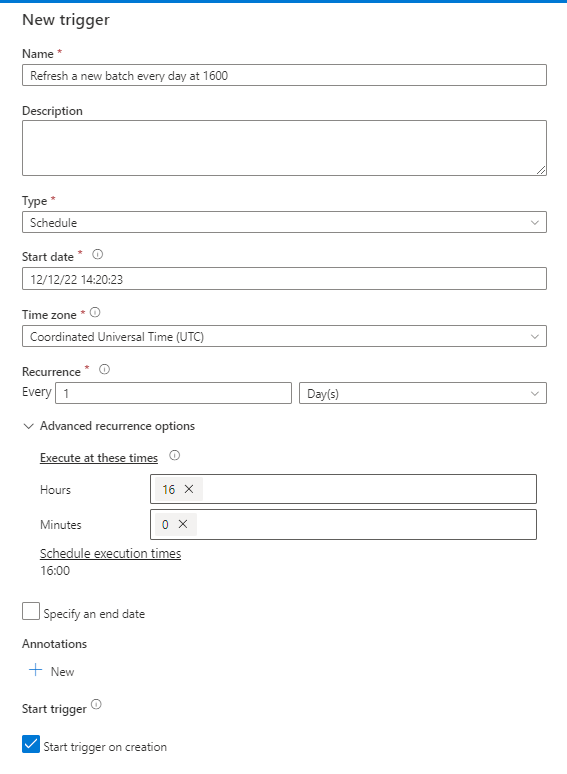 New trigger
Name *
Refresh a new batch every day at 1600
Description
Type *
Schedule
Start date *
12/12/22 14:20:23
Time zone *
Coordinated Universal Time (UTC)
Recurrence *
Every 1 Day(s)
Advanced recurrence options
Execute at these times
Hours 16
Minutes 0
Schedule execution times
16:00
Specify an end date
Annotations
New
Start trigger
Start trigger on creation